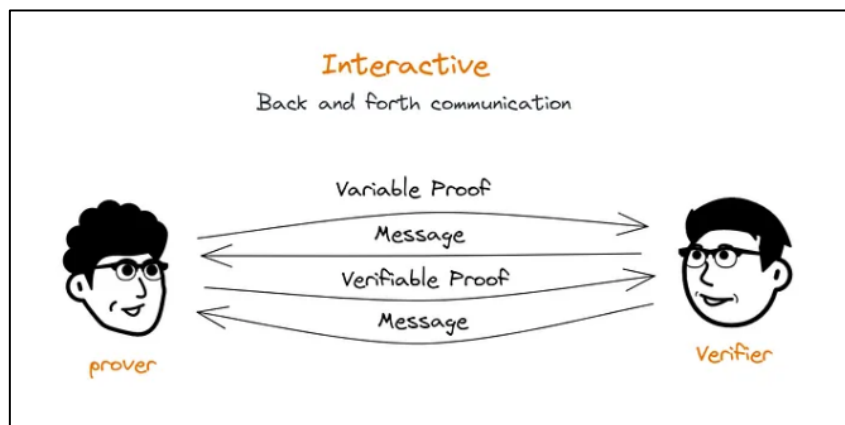 Interactive
Back and forth communication
Variable Proof
Message
Verifiable Proof
Message
prover
Verifier